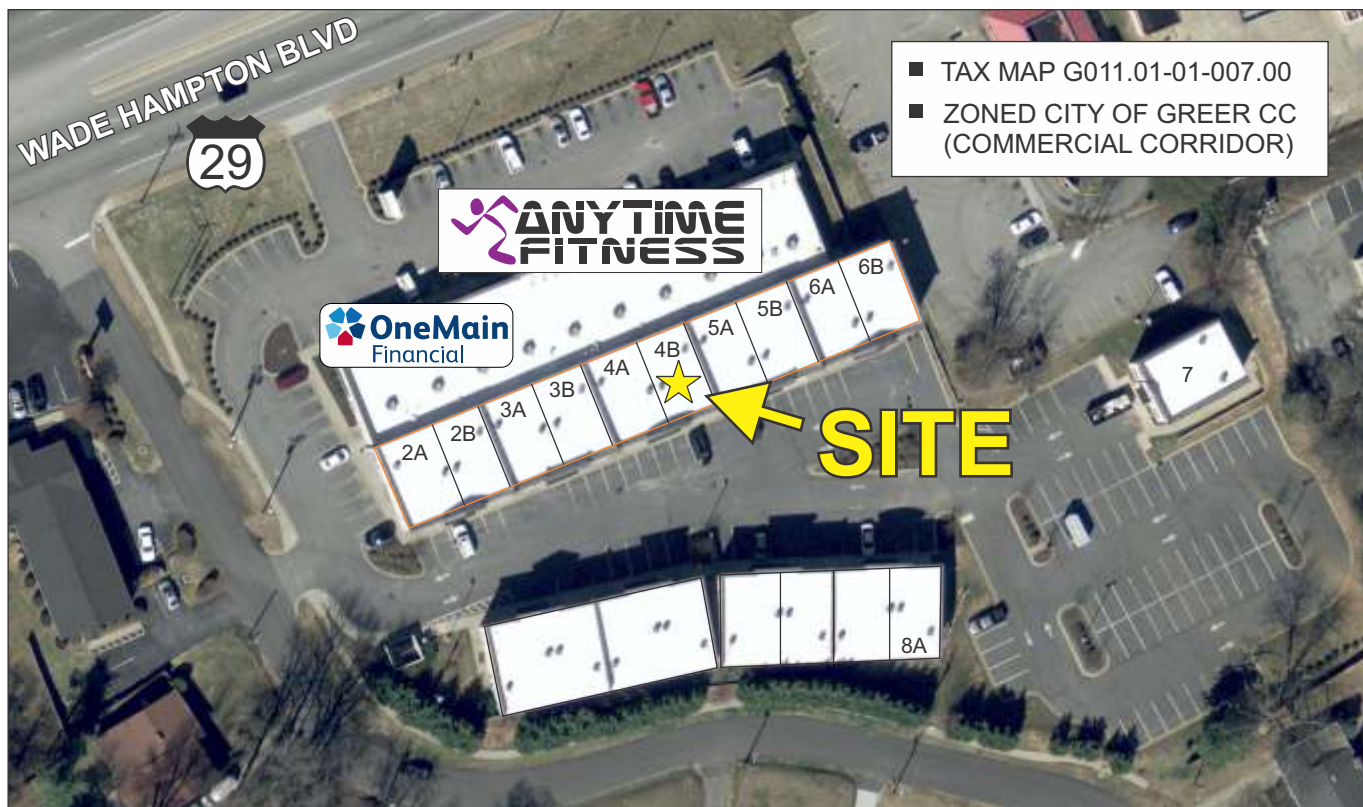 WADE HAMPTON BLVD
29
■ TAX MAP G011.01-01-007.00
■ ZONED CITY OF GREER CC
(COMMERCIAL CORRIDOR)
ANYTIME
FITNESS
OneMain
Financial
6B
6A
5B
5A
4B
4A
3B
3A
2B
2A
7
SITE
8A